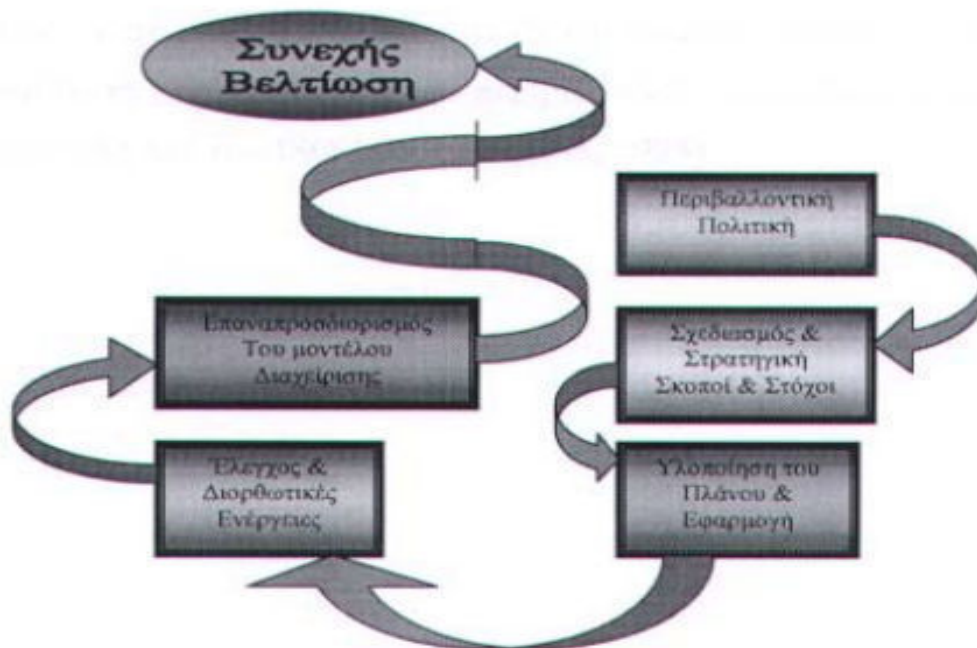 Συνεχής
Βελτίωση
Περιβαλλοντική
Πολιτική
Σχεδιασμός &
Στρατηγική
Σκοποί & Στόχοι
Υλοποίηση του
Πλάνου &
Εφαρμογή
Έλεγχος &
Διορθωτικές
Ενέργειες
Επαναπροσδιορισμός
Του μοντέλου
Διαχείρισης